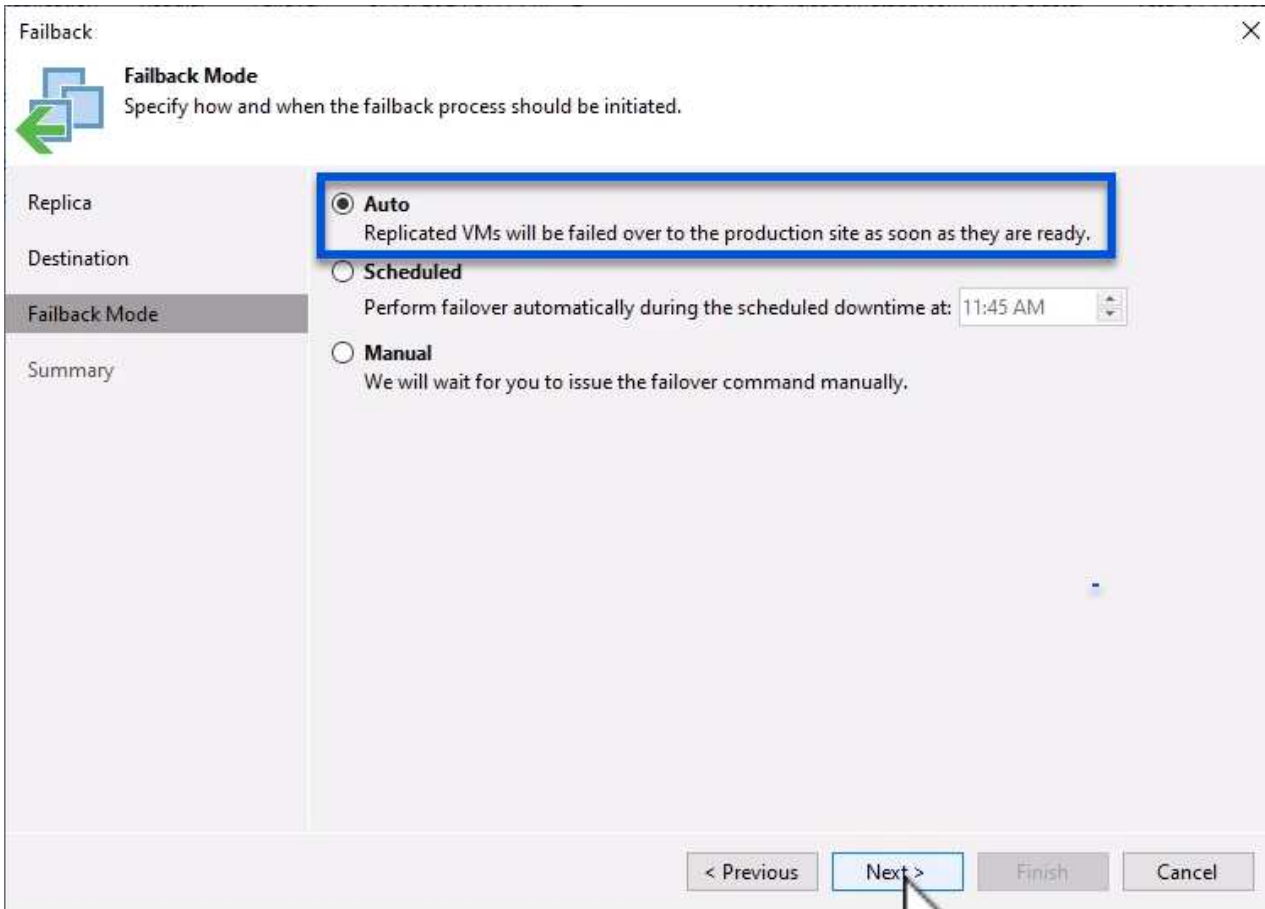 Failback
Failback Mode
Specify how and when the failback process should be initiated.
Replica
Destination
Failback Mode
Summary
Auto
Replicated VMs will be failed over to the production site as soon as they are ready.
Scheduled
Perform failover automatically during the scheduled downtime at: 11:45 AM
Manual
We will wait for you to issue the failover command manually.
< Previous
Next >
Finish
Cancel